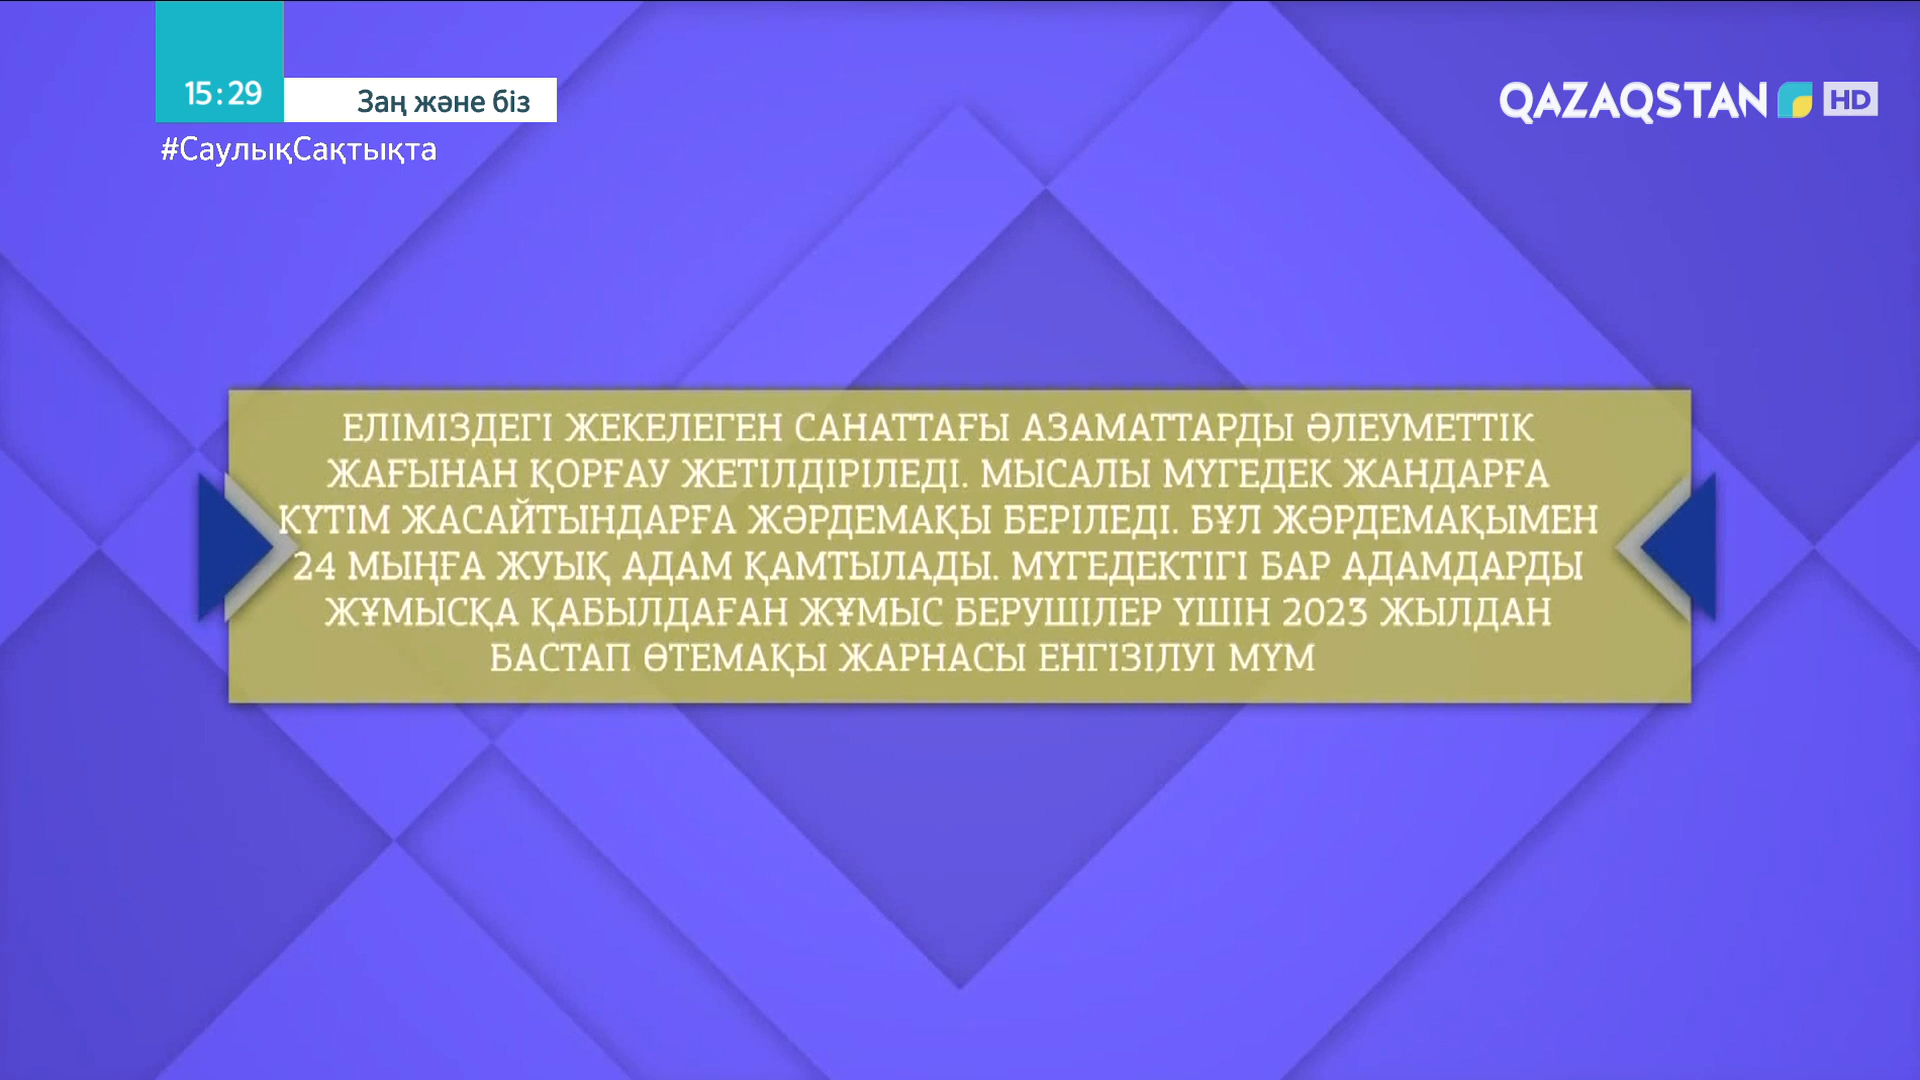 15:29
Заң және біз
#СаулықСақтықта
QAZAQSTAN HD
ЕЛІМІЗДЕГІ ЖЕКЕЛЕГЕН САНАТТАҒЫ АЗАМАТТАРДЫ ӘЛЕУМЕТТІК
ЖАҒЫНАН ҚОРҒАУ ЖЕТІЛДІРІЛЕДІ. МЫСАЛЫ МҮГЕДЕК ЖАНДАРҒА
КҮТІМ ЖАСАЙТЫНДАРҒА ЖӘРДЕМАҚЫ БЕРІЛЕДІ. БҰЛ ЖӘРДЕМАҚЫМЕН
24 МЫҢҒА ЖУЫҚ АДАМ ҚАМТЫЛАДЫ. МҮГЕДЕКТІГІ БАР АДАМДАРДЫ
ЖҰМЫСҚА ҚАБЫЛДАҒАН ЖҰМЫС БЕРУШІЛЕР ҮШІН 2023 ЖЫЛДАН
БАСТАП ӨТЕМАҚЫ ЖАРНАСЫ ЕНГІЗІЛУІ МҮМ